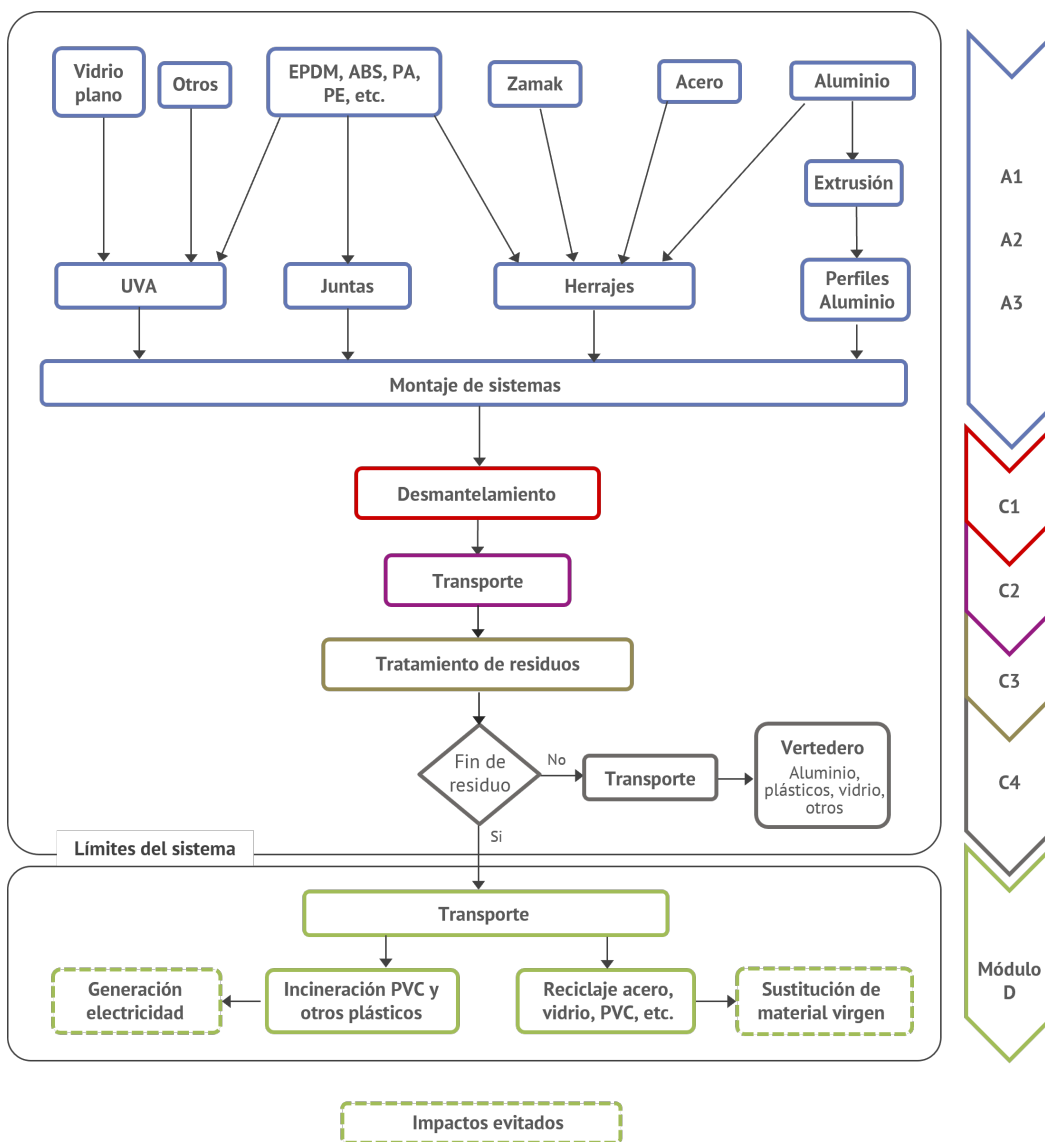 Vidrio
plano
Otros
EPDM, ABS, PA,
PE, etc.
Zamak
Acero
Aluminio
Extrusión
A1
A2
A3
UVA
Juntas
Herrajes
Perfiles
Aluminio
Montaje de sistemas
Desmantelamiento
C1
Transporte
C2
Tratamiento de residuos
C3
Fin de
residuo
No
Transporte
Vertedero
Aluminio,
plásticos, vidrio,
otros
C4
Si
Límites del sistema
Transporte
Generación
electricidad
Incineración PVC y
otros plásticos
Reciclaje acero,
vidrio, PVC, etc.
Sustitución de
material virgen
Módulo
D
Impactos evitados